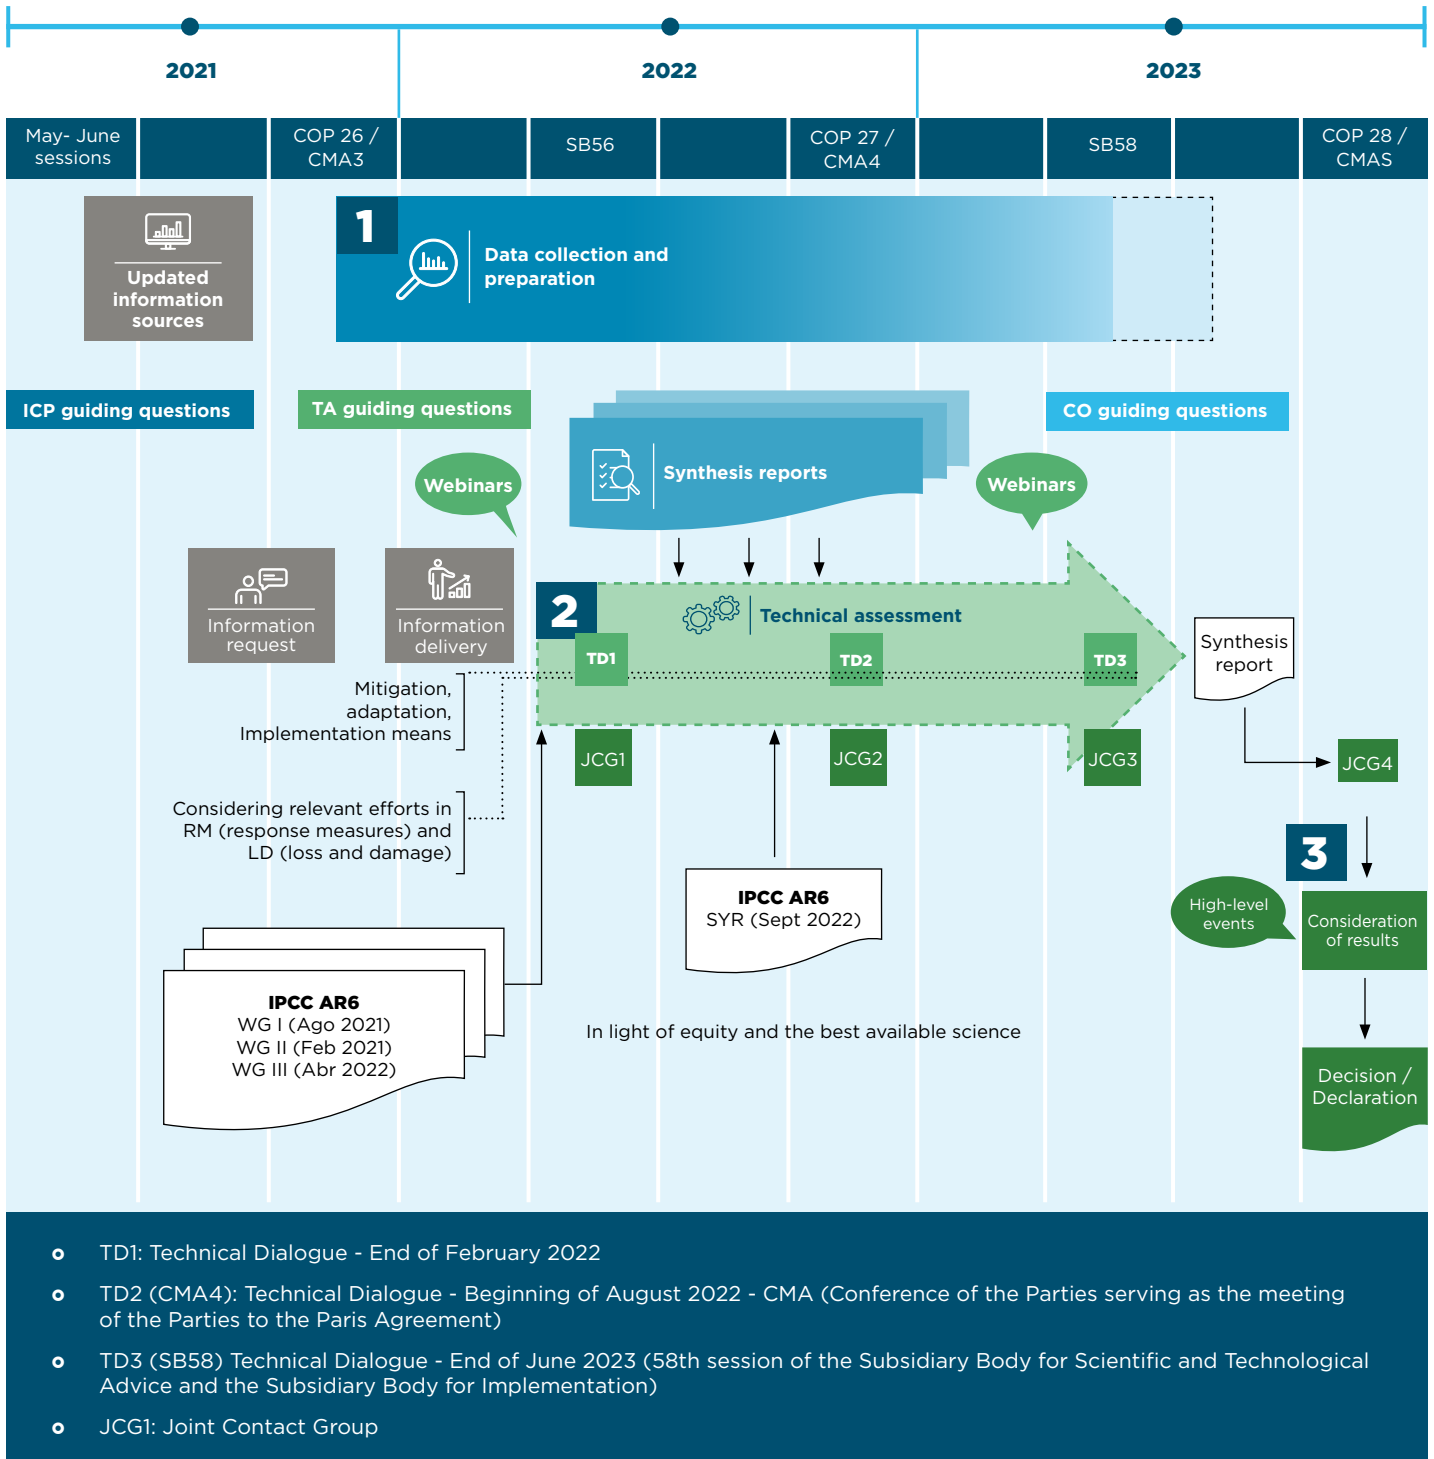 2021
2022
2023
May- June
sessions
COP 26 /
CMA3
SB56
COP 27 /
CMA4
SB58
COP 28 /
CMAS
Updated
information
sources
1
Data collection and
preparation
ICP guiding questions
TA guiding questions
CO guiding questions
Webinars
Synthesis reports
Webinars
Information
request
Information
delivery
2
Technical assessment
TD1
TD2
TD3
Synthesis
report
Mitigation,
adaptation,
Implementation means
JCG1
JCG2
JCG3
JCG4
Considering relevant efforts in
RM (response measures) and
LD (loss and damage)
3
IPCC AR6
SYR (Sept 2022)
High-level
events
Consideration
of results
IPCC AR6
WG I (Ago 2021)
WG II (Feb 2021)
WG III (Abr 2022)
In light of equity and the best available science
Decision /
Declaration
TD1: Technical Dialogue - End of February 2022
TD2 (CMA4): Technical Dialogue - Beginning of August 2022 - CMA (Conference of the Parties serving as the meeting
of the Parties to the Paris Agreement)
TD3 (SB58) Technical Dialogue - End of June 2023 (58th session of the Subsidiary Body for Scientific and Technological
Advice and the Subsidiary Body for Implementation)
JCG1: Joint Contact Group